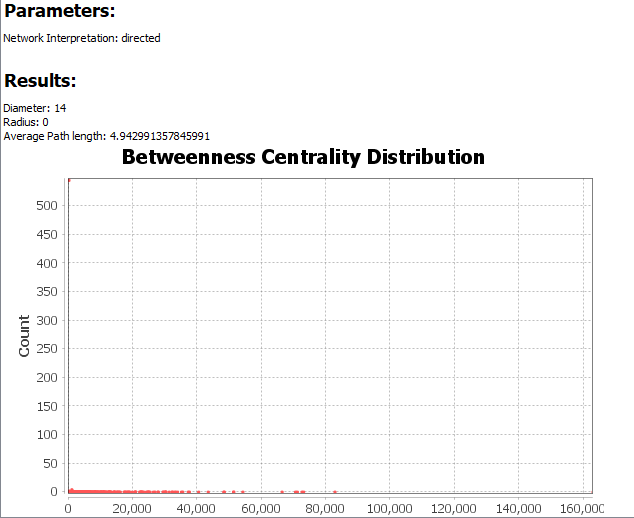 Parameters:
Network Interpretation: directed
Results:
Diameter: 14
Radius: 0
Average Path length: 4.942991357845991
Betweenness Centrality Distribution
500
450
400
350
300
250
200
150
100
50
0
Count
0 20,000 40,000 60,000 80,000 100,000 120,000 140,000 160,000